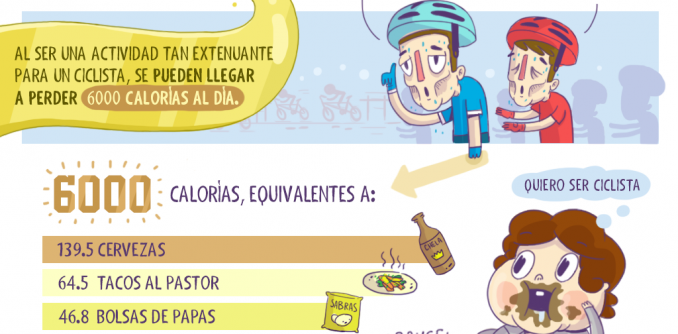 AL SER UNA ACTIVIDAD TAN EXTENUANTE
PARA UN CICLISTA, SE PUEDEN LLEGAR
A PERDER 6000 CALORÍAS AL DÍA.
6000 CALORÍAS, EQUIVALENTES A:
QUIERO SER CICLISTA
139.5 CERVEZAS
CHELA
64.5 TACOS AL PASTOR
SABRAS
46.8 BOLSAS DE PAPAS